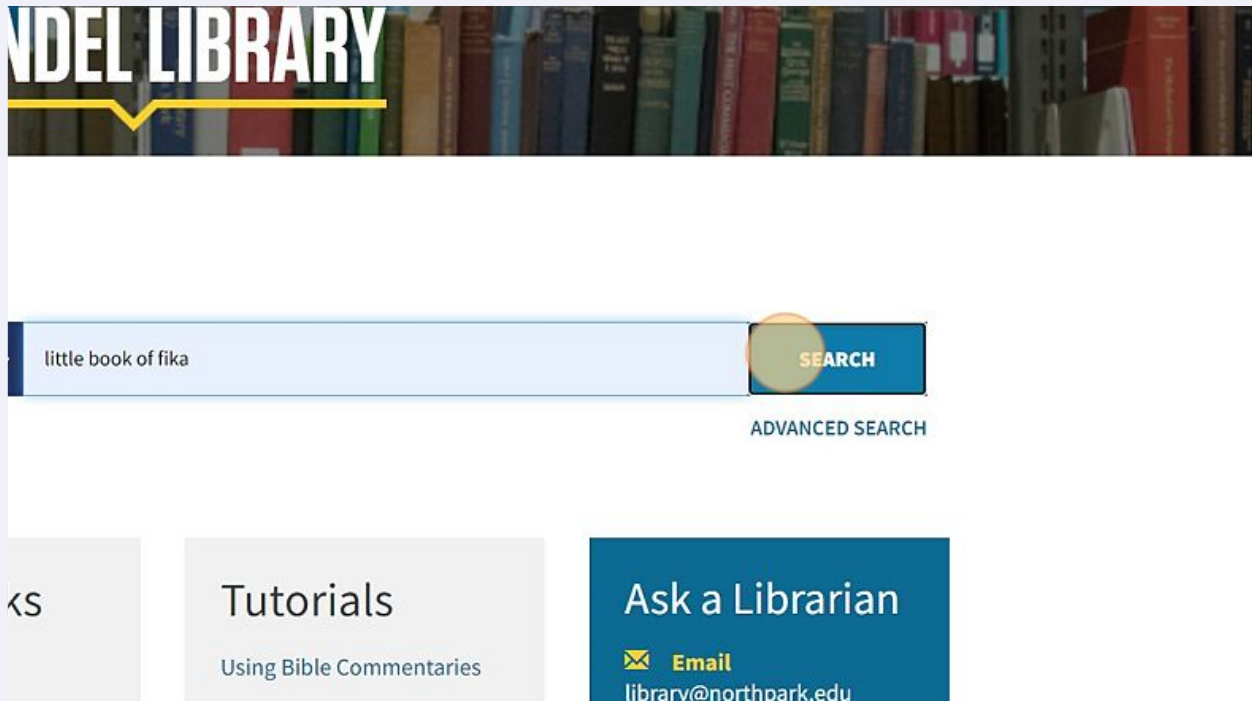 NDEL LIBRARY
little book of fika
SEARCH
ADVANCED SEARCH
ks
Tutorials
Using Bible Commentaries
Ask a Librarian
Email
library@northpark.edu